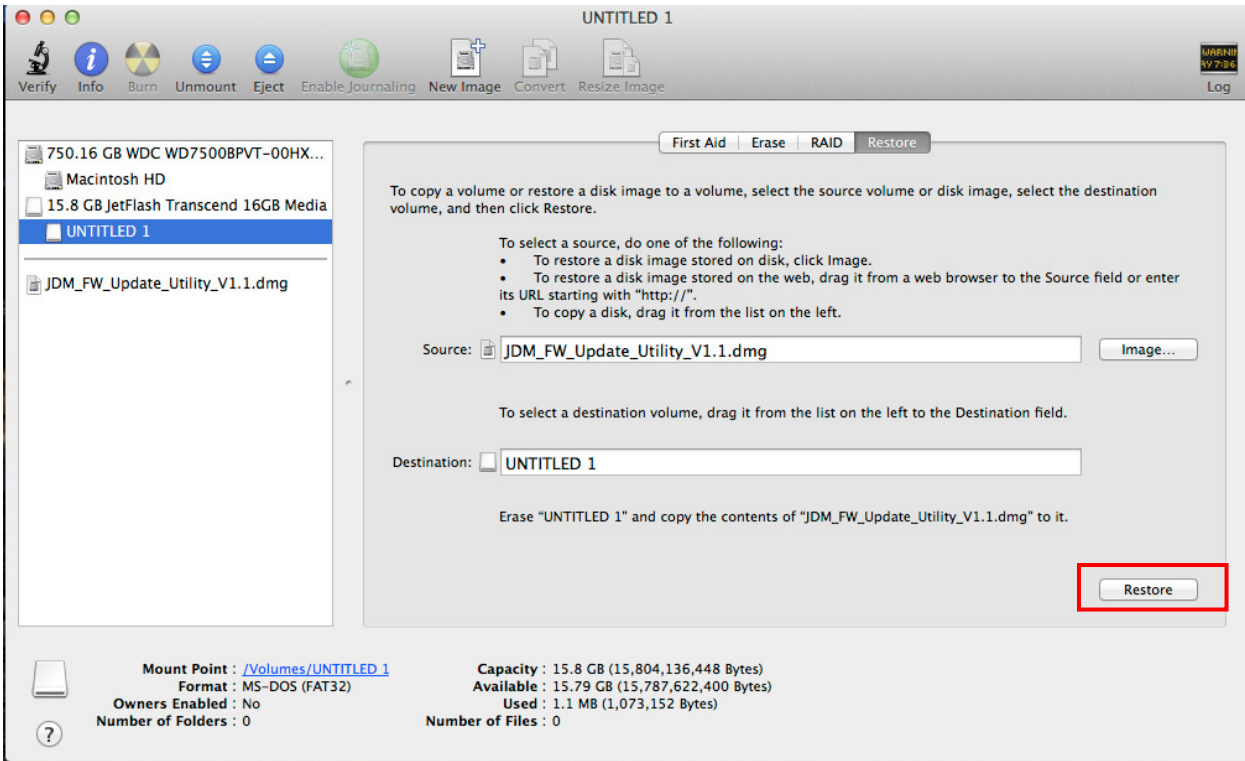 UNTITLED 1
WARNIN
Verify Info Burn Unmount Eject Enable Journaling New Image Convert Resize Image Log
750.16 GB WDC WD7500BPVT-00HX...
Macintosh HD
15.8 GB JetFlash Transcend 16GB Media
UNTITLED 1
JDM_FW_Update_Utility_V1.1.dmg
First Aid Erase RAID Restore
To copy a volume or restore a disk image to a volume, select the source volume or disk image, select the destination
volume, and then click Restore.
To select a source, do one of the following:
• To restore a disk image stored on disk, click Image.
• To restore a disk image stored on the web, drag it from a web browser to the Source field or enter
its URL starting with “http://”.
• To copy a disk, drag it from the list on the left.
Source: JDM_FW_Update_Utility_V1.1.dmg Image...
To select a destination volume, drag it from the list on the left to the Destination field.
Destination: UNTITLED 1
Erase “UNTITLED 1” and copy the contents of “JDM_FW_Update_Utility_V1.1.dmg” to it.
Restore
Mount Point : /Volumes/UNTITLED 1 Capacity : 15.8 GB (15,804,136,448 Bytes)
Format : MS-DOS (FAT32) Available : 15.79 GB (15,787,622,400 Bytes)
Owners Enabled : No Used : 1.1 MB (1,073,152 Bytes)
Number of Folders : 0 Number of Files : 0
?